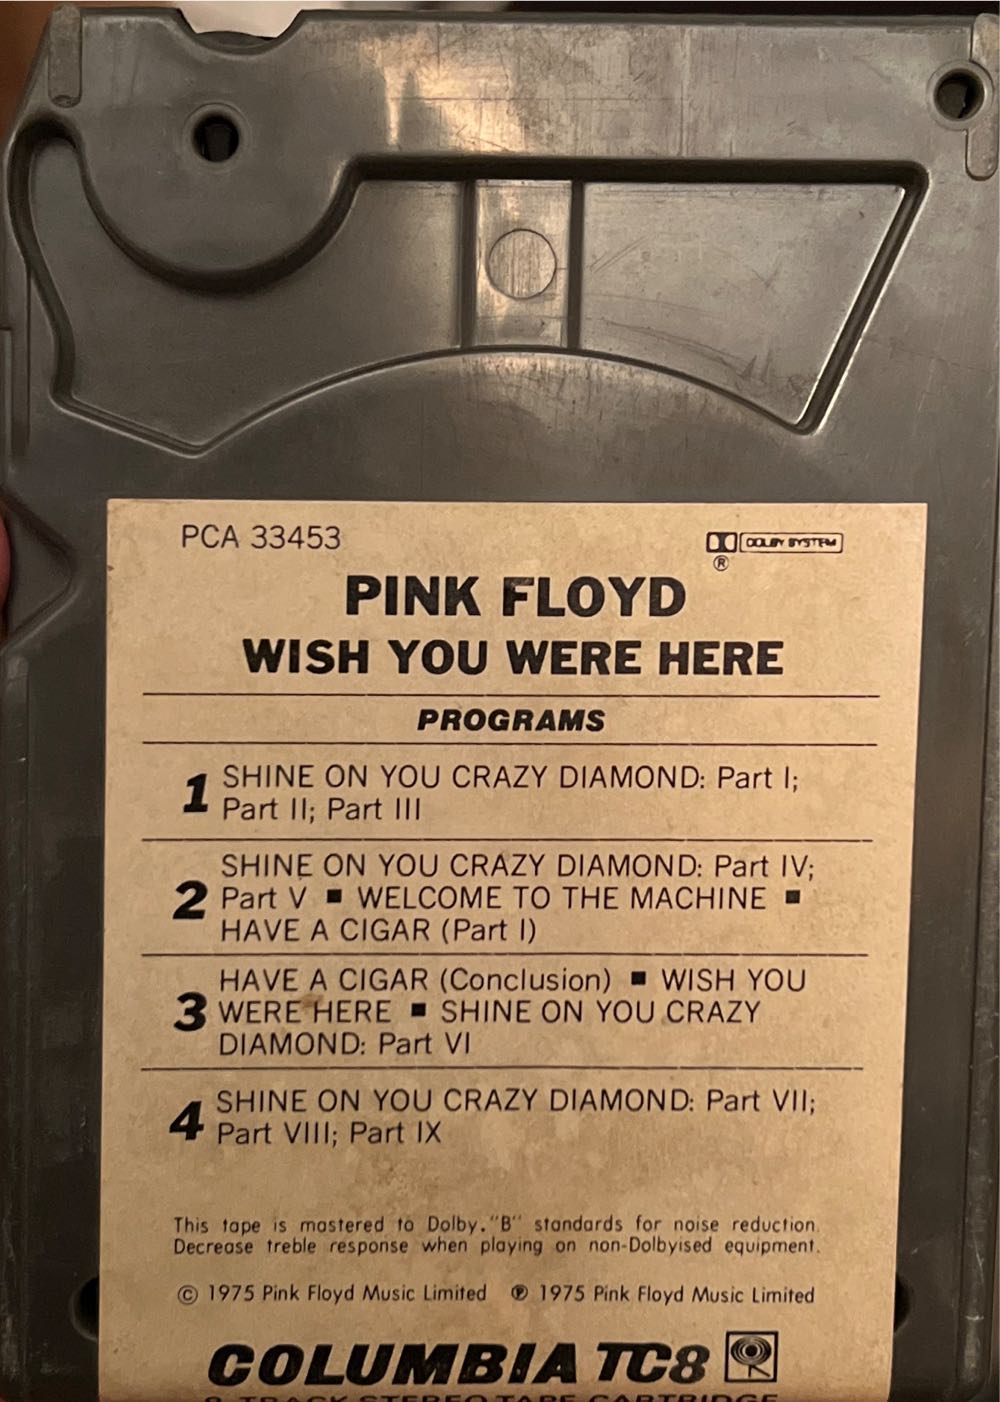 PCA 33453
DOLBY SYSTEM
®
PINK FLOYD
WISH YOU WERE HERE
PROGRAMS
1 SHINE ON YOU CRAZY DIAMOND: Part I;
Part II; Part III
SHINE ON YOU CRAZY DIAMOND: Part IV;
2 Part V ■ WELCOME TO THE MACHINE ■
HAVE A CIGAR (Part I)
HAVE A CIGAR (Conclusion) ■ WISH YOU
3 WERE HERE ■ SHINE ON YOU CRAZY
DIAMOND: Part VI
4 SHINE ON YOU CRAZY DIAMOND: Part VII;
Part VIII; Part IX
This tape is mastered to Dolby. "B" standards for noise reduction.
Decrease treble response when playing on non-Dolbyised equipment.
© 1975 Pink Floyd Music Limited ℗ 1975 Pink Floyd Music Limited
COLUMBIA TC8
8-TRACK STEREO TAPE CARTRIDGE